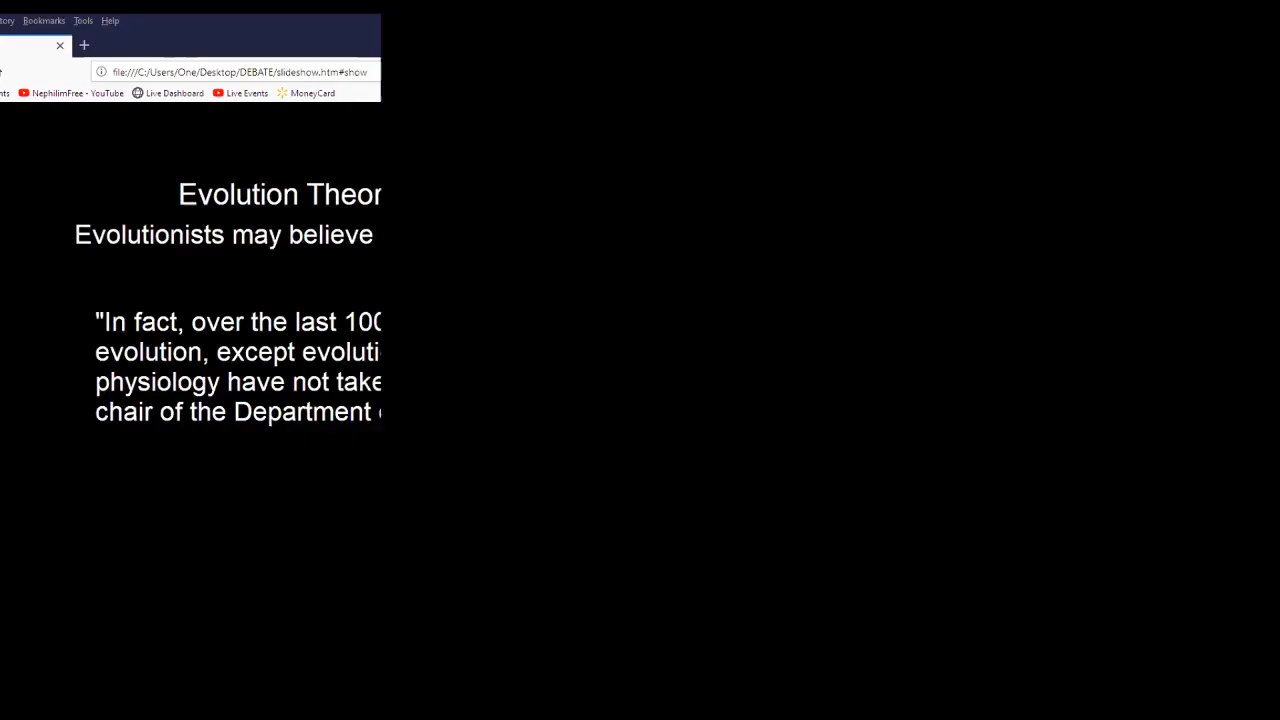 tory Bookmarks Tools Help
file:///C:/Users/One/Desktop/DEBATE/slideshow.htm#show
nts NephilimFree - YouTube Live Dashboard Live Events MoneyCard
Evolution Theor
Evolutionists may believe
"In fact, over the last 100
evolution, except evoluti
physiology have not take
chair of the Department